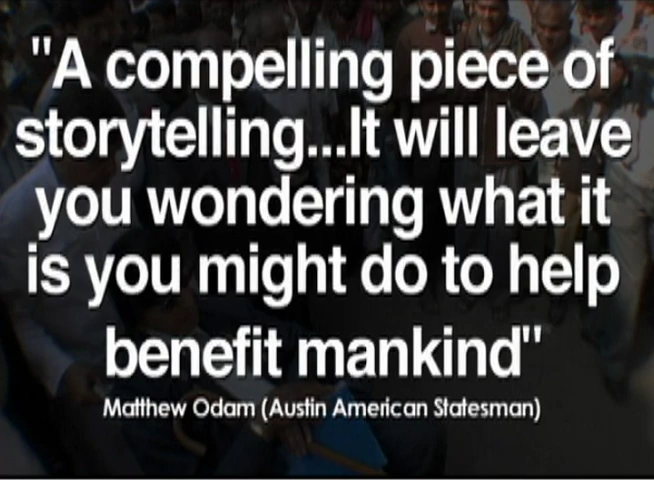 "A compelling piece of
storytelling...It will leave
you wondering what it
is you might do to help
benefit mankind"
Matthew Odam (Austin American Statesman)